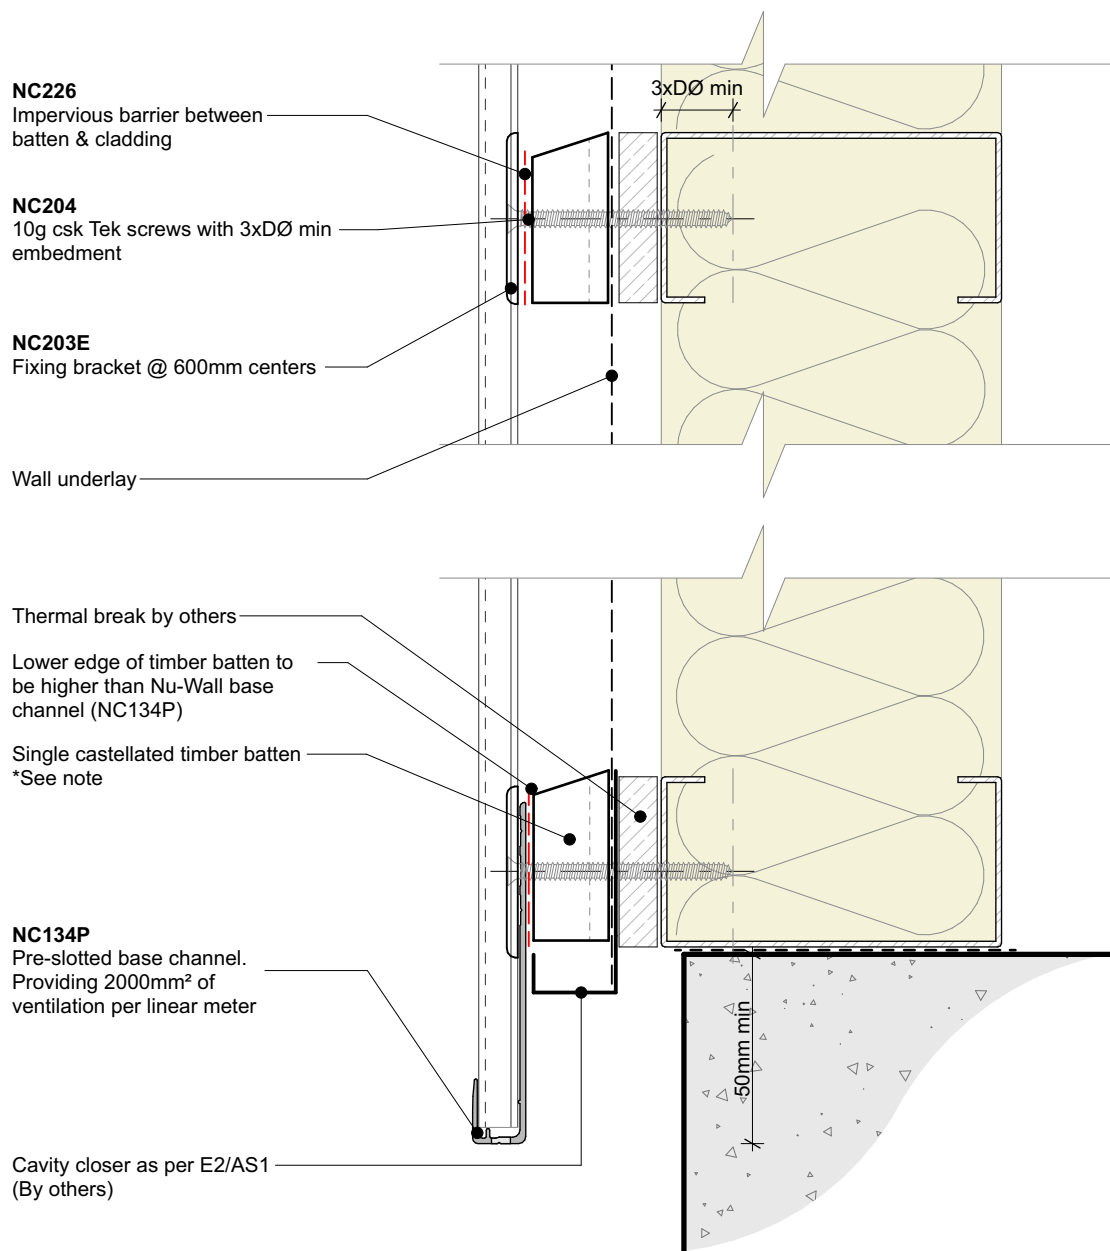 3xDØ min
NC226
Impervious barrier between
batten & cladding
NC204
10g csk Tek screws with 3xDØ min
embedment
NC203E
Fixing bracket @ 600mm centers
Wall underlay
Thermal break by others
Lower edge of timber batten to
be higher than Nu-Wall base
channel (NC134P)
Single castellated timber batten
*See note
NC134P
Pre-slotted base channel.
Providing 2000mm² of
ventilation per linear meter
50mm min
Cavity closer as per E2/AS1
(By others)